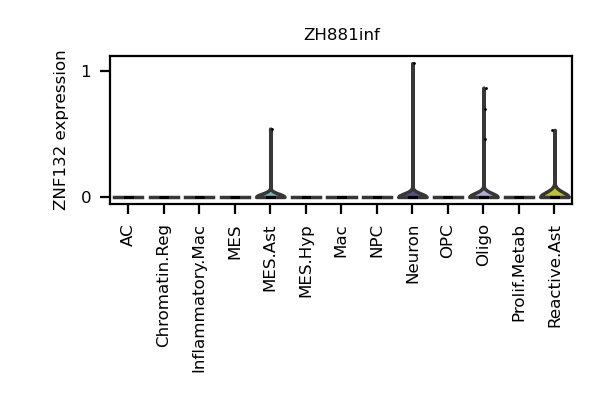 ZH881inf
ZNF132 expression
1
0
AC
Chromatin.Reg
Inflammatory.Mac
MES
MES.Ast
MES.Hyp
Mac
NPC
Neuron
OPC
Oligo
Prolif.Metab
Reactive.Ast